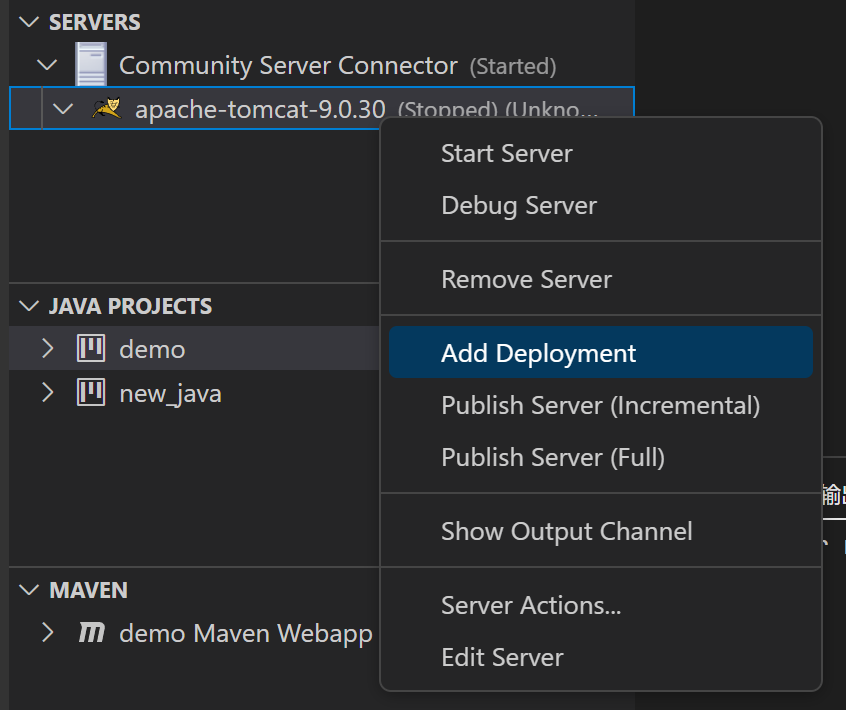 SERVERS
Community Server Connector (Started)
apache-tomcat-9.0.30 (Stopped) (Unkno...
Start Server
Debug Server
Remove Server
JAVA PROJECTS
demo
Add Deployment
new_java
Publish Server (Incremental)
Publish Server (Full)
输出
Show Output Channel
MAVEN
Server Actions...
demo Maven Webapp
Edit Server